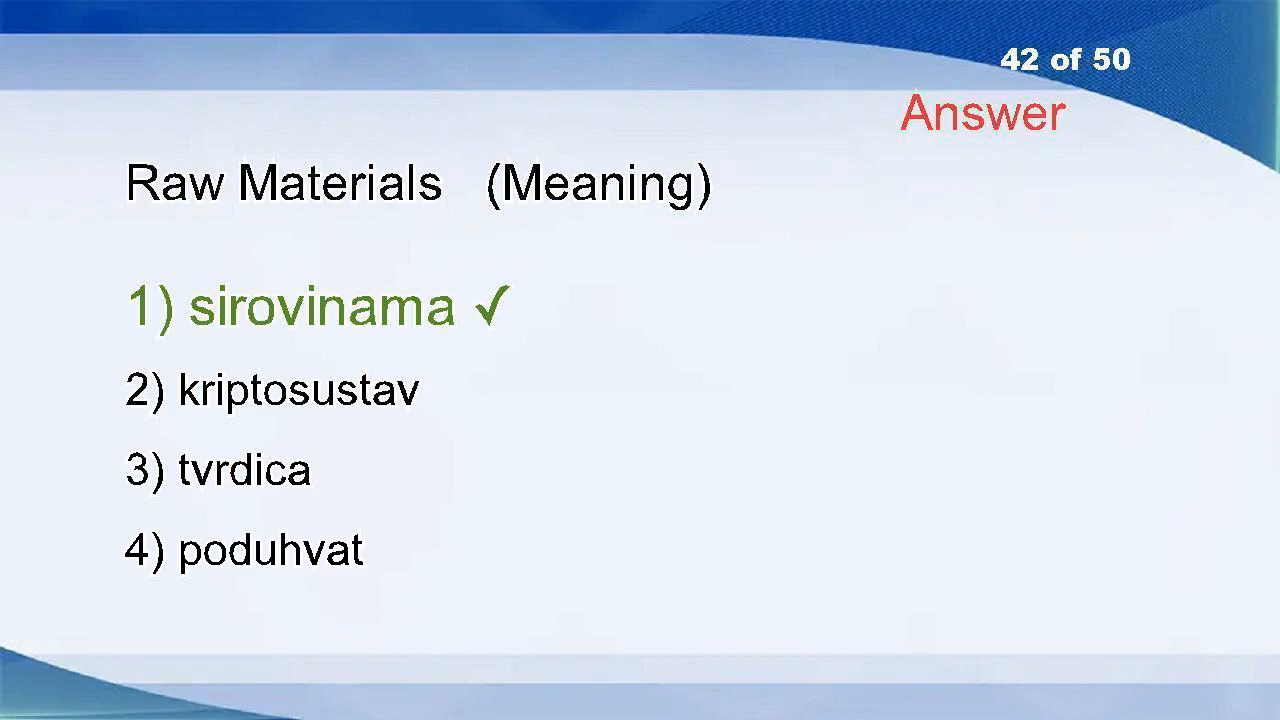 42 of 50
Answer
Raw Materials (Meaning)
1) sirovinama ✓
2) kriptosustav
3) tvrdica
4) poduhvat